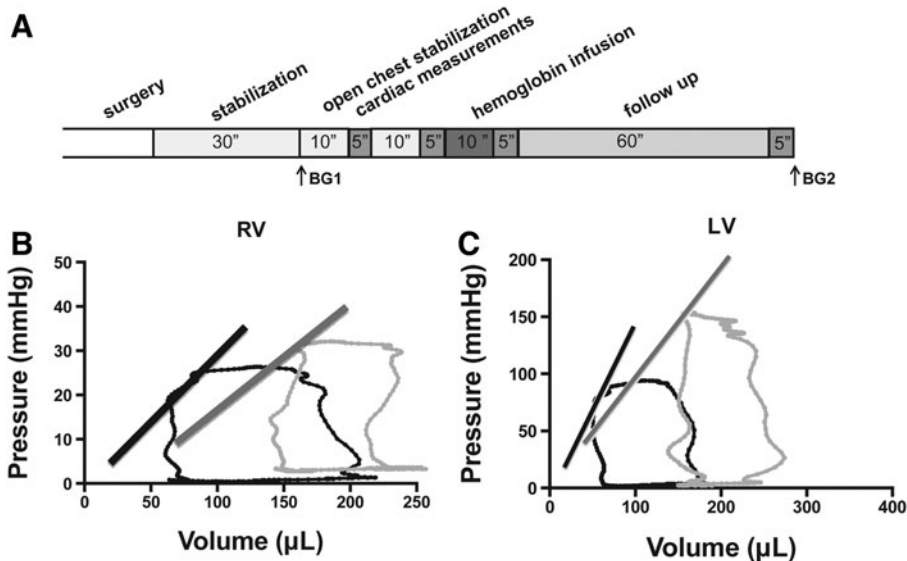 A
surgery
stabilization
open chest stabilization
cardiac measurements
hemoglobin infusion
follow up
30” 10” 5” 10” 5” 10” 5” 60” 5”
↑BG1 ↑BG2
B RV
Pressure (mmHg)
50
40
30
20
10
0
0 50 100 150 200 250
Volume (µL)
C LV
Pressure (mmHg)
200
150
100
50
0
0 100 200 300 400
Volume (µL)